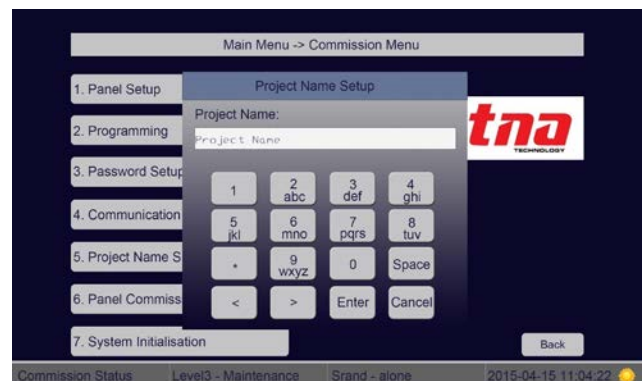 Main Menu -> Commission Menu
1. Panel Setup
2. Programming
3. Password Setup
4. Communication
5. Project Name S
6. Panel Commiss
7. System Initialisation
Project Name Setup
Project Name:
Project Name
1
2
abc
3
def
4
ghi
5
jkl
6
mno
7
pqrs
8
tuv
*
9
wxyz
0
Space
<
>
Enter
Cancel
tna
TECHNOLOGY
Back
Commission Status
Level3 - Maintenance
Srand - alone
2015-04-15 11:04:22